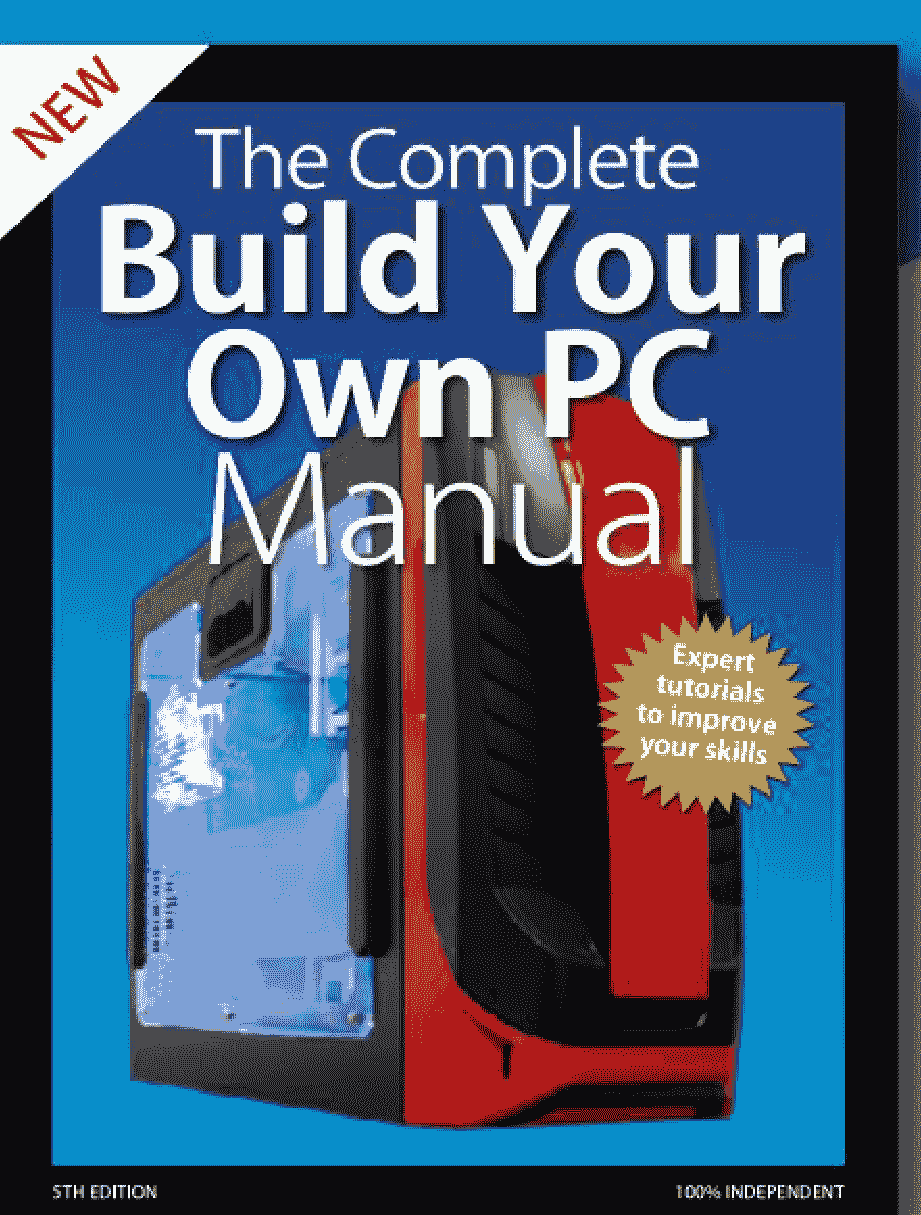 NEW
The Complete
Build Your
Own PC
Manual
Expert
tutorials
to improve
your skills
5TH EDITION
100% INDEPENDENT